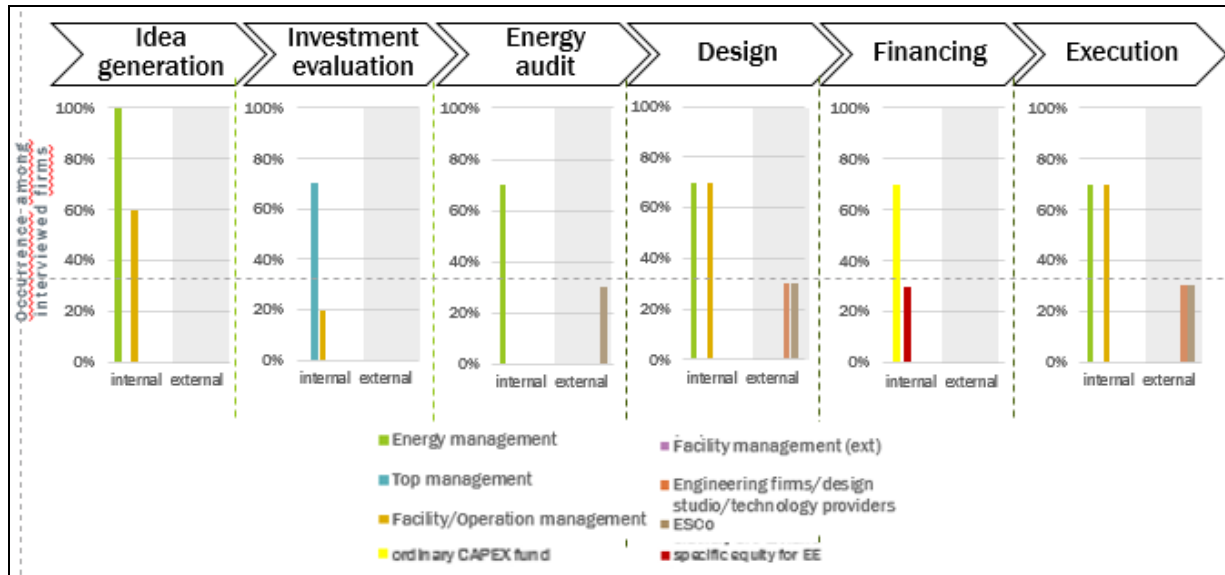 Idea
generation
Investment
evaluation
Energy
audit
Design
Financing
Execution
Occurrence among
interviewed firms
100%
80%
60%
40%
20%
0%
internal external
100%
80%
60%
40%
20%
0%
internal external
100%
80%
60%
40%
20%
0%
internal external
100%
80%
60%
40%
20%
0%
internal external
100%
80%
60%
40%
20%
0%
internal external
100%
80%
60%
40%
20%
0%
internal external
Energy management
Top management
Facility/Operation management
ordinary CAPEX fund
Facility management (ext)
Engineering firms/design
studio/technology providers
ESCo
specific equity for EE